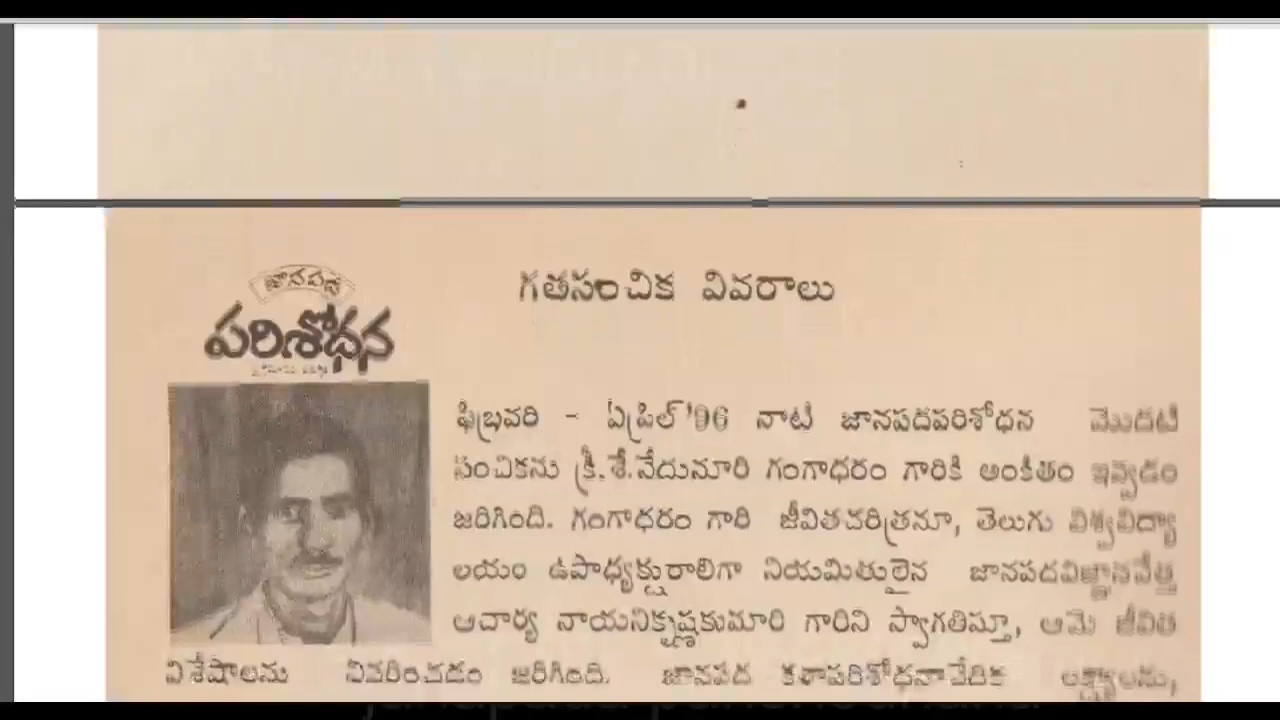 గతసంచిక వివరాలు
జానపద
పరిశోధన
ఫిబ్రవరి - ఏప్రిల్ '96 నాటి జానపదపరిశోధన మొదటి
సంచికను క్రీ.శే.నేదునూరి గంగాధరం గారికి అంకితం ఇవ్వడం
జరిగింది. గంగాధరం గారి జీవితచరిత్రనూ, తెలుగు విశ్వవిద్యా
లయం ఉపాధ్యక్షురాలిగా నియమితులైన జానపదవిజ్ఞానవేత్త
ఆచార్య నాయనికృష్ణకుమారి గారిని స్వాగతిస్తూ, ఆమె జీవిత
విశేషాలను వివరించడం జరిగింది. జానపద కళాపరిశోధనావేదిక లక్ష్యాలను,